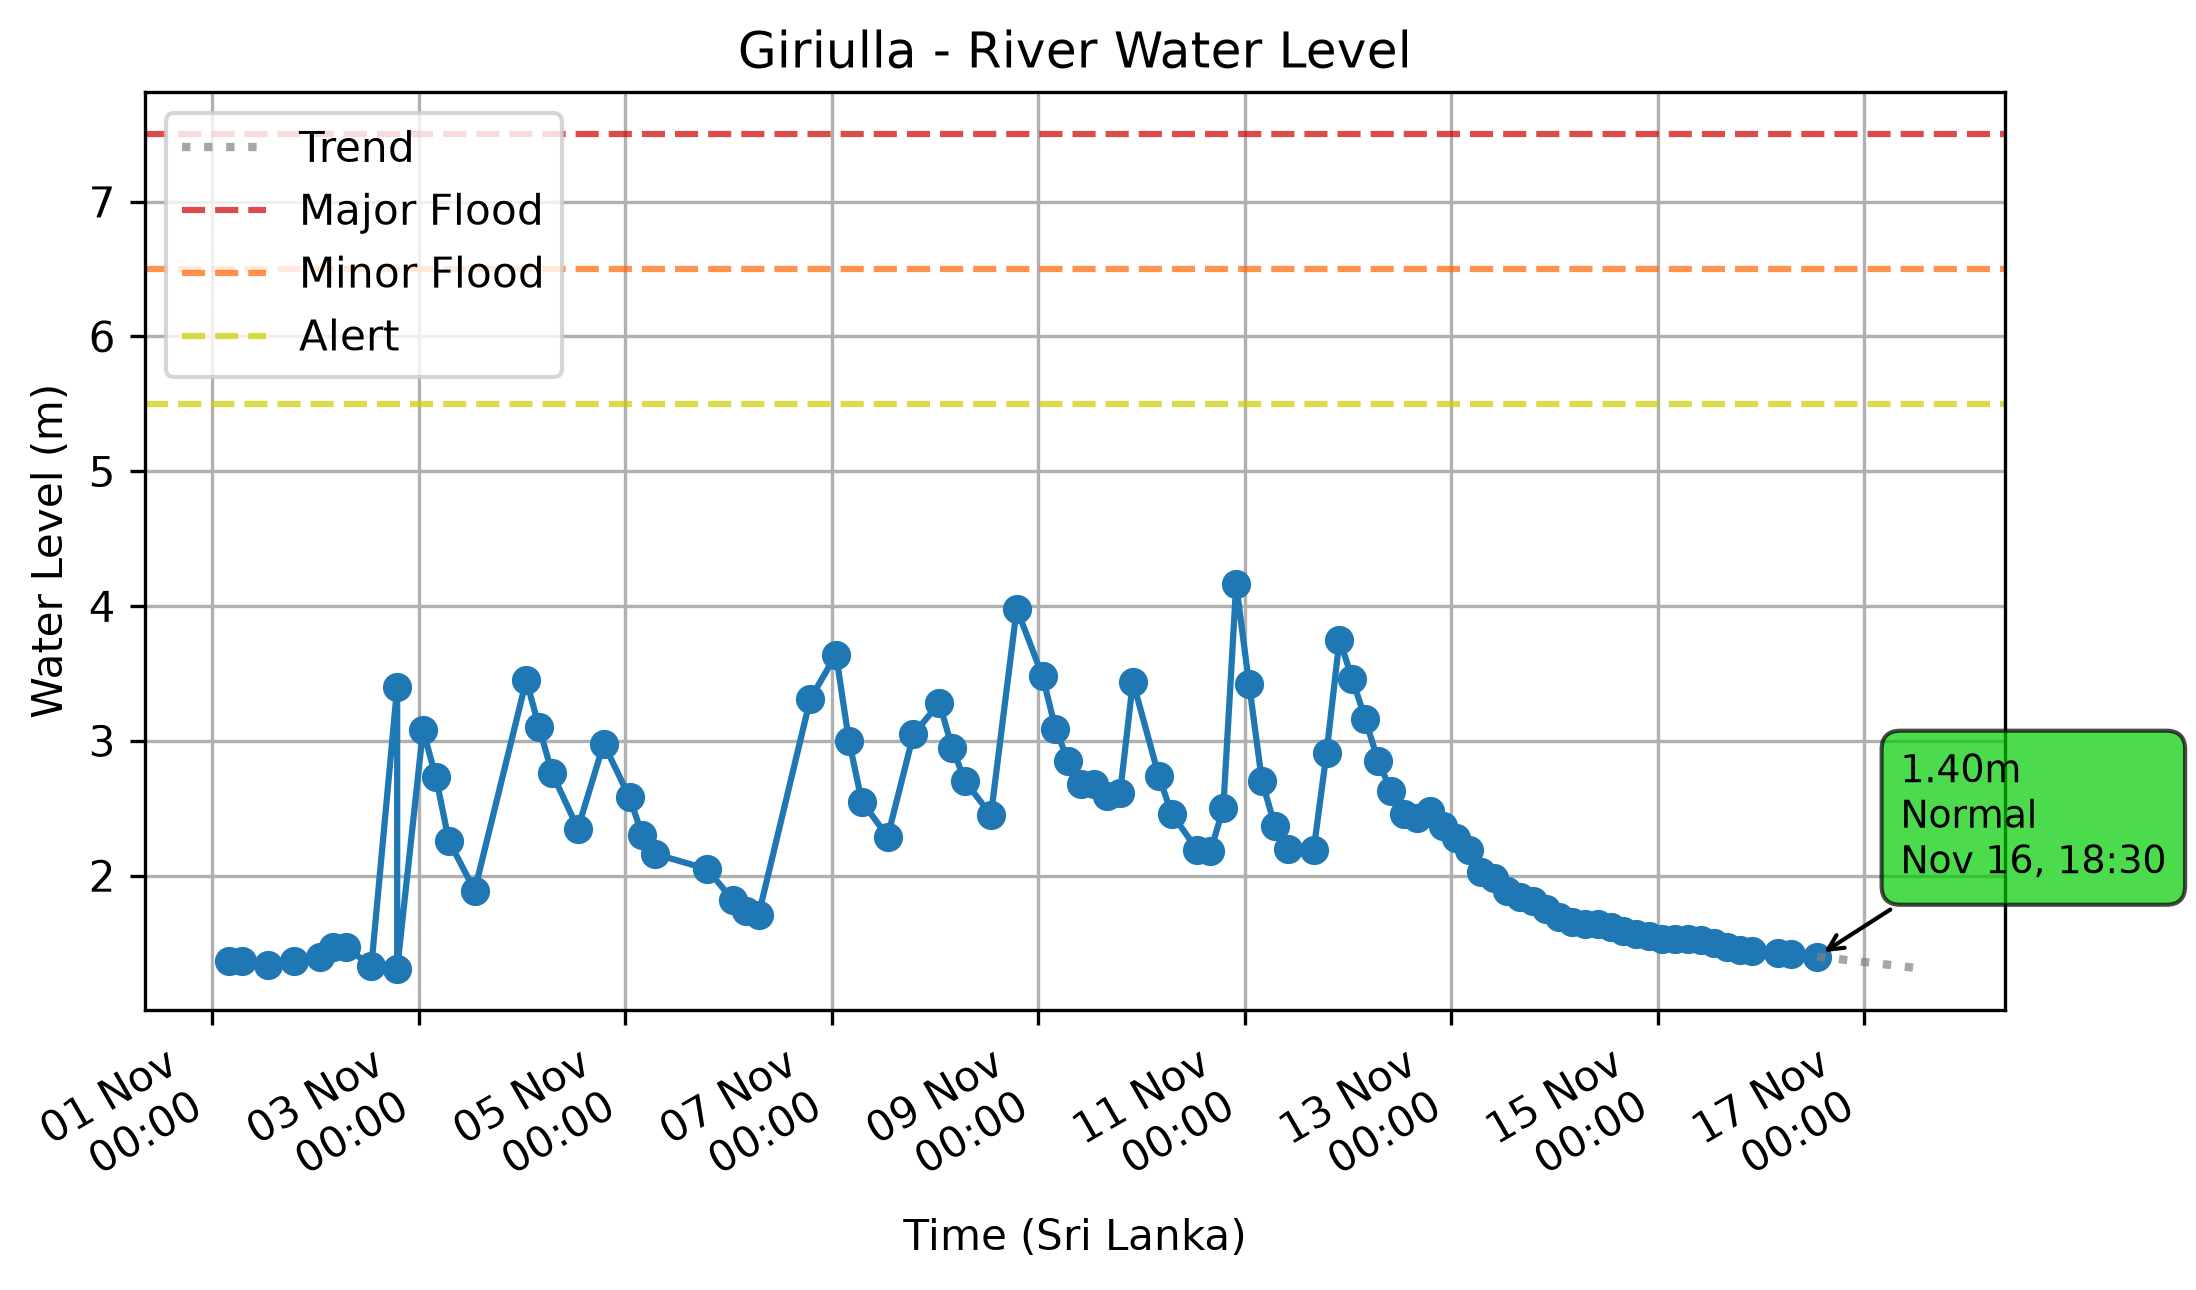 Giriulla - River Water Level
Trend
Major Flood
Minor Flood
Alert
Water Level (m)
7
6
5
4
3
2
1.40m
Normal
Nov 16, 18:30
01 Nov
00:00
03 Nov
00:00
05 Nov
00:00
07 Nov
00:00
09 Nov
00:00
11 Nov
00:00
13 Nov
00:00
15 Nov
00:00
17 Nov
00:00
Time (Sri Lanka)